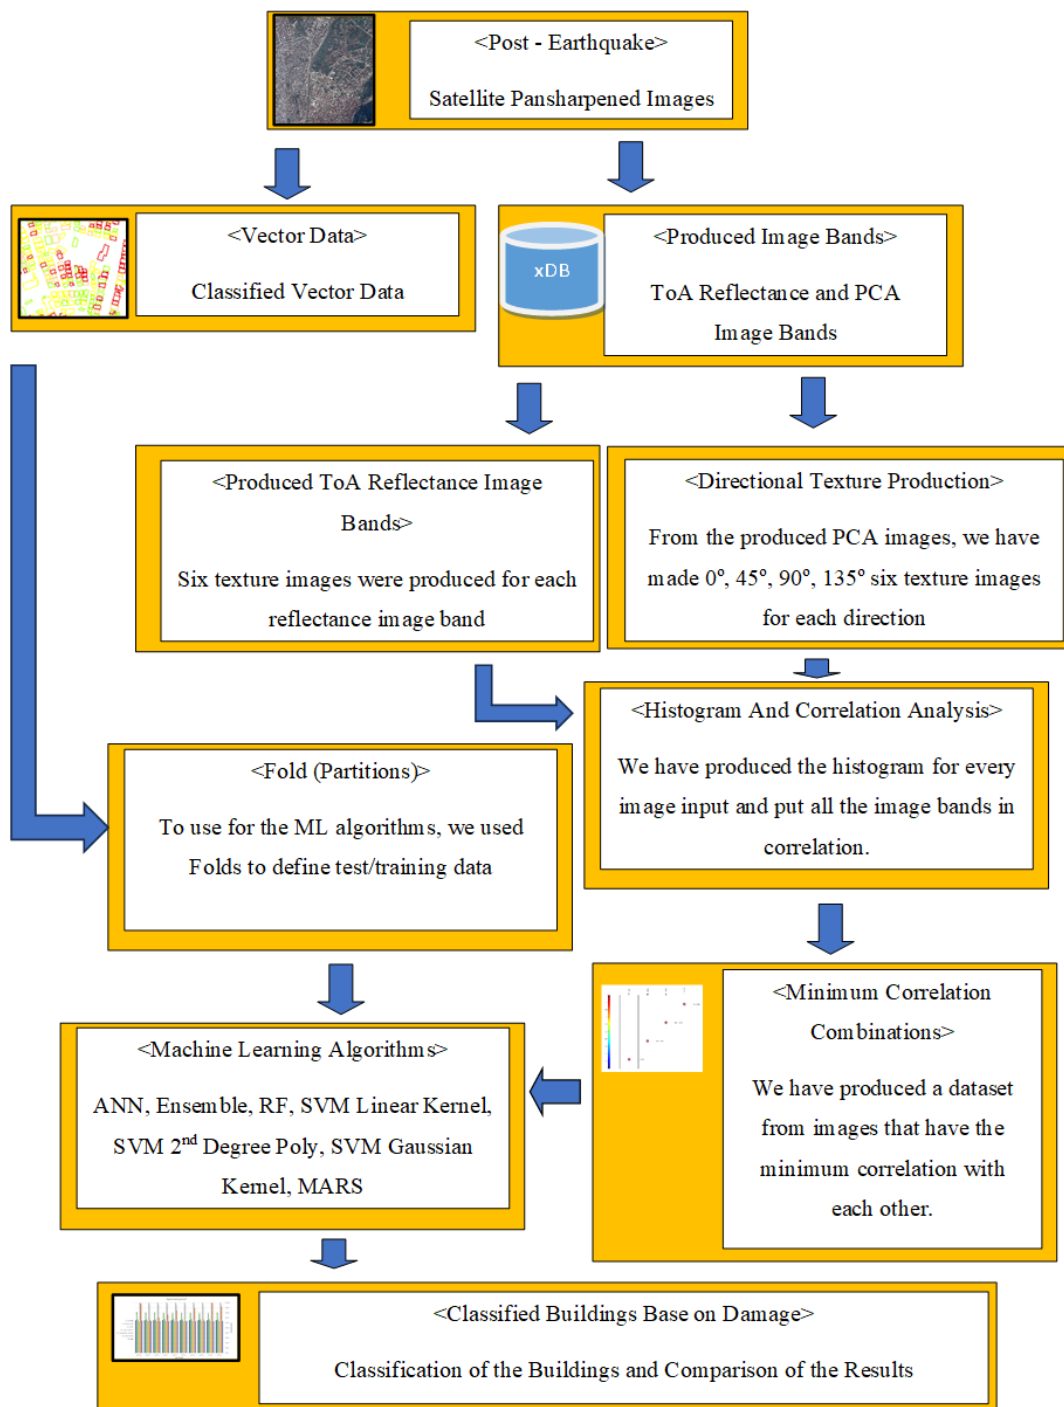 <Post - Earthquake>
Satellite Pansharpened Images
<Vector Data>
Classified Vector Data
xDB
<Produced Image Bands>
ToA Reflectance and PCA
Image Bands
<Produced ToA Reflectance Image
Bands>
Six texture images were produced for each
reflectance image band
<Directional Texture Production>
From the produced PCA images, we have
made 0º, 45º, 90º, 135º six texture images
for each direction
<Histogram And Correlation Analysis>
We have produced the histogram for every
image input and put all the image bands in
correlation.
<Fold (Partitions)>
To use for the ML algorithms, we used
Folds to define test/training data
<Minimum Correlation
Combinations>
We have produced a dataset
from images that have the
minimum correlation with
each other.
<Machine Learning Algorithms>
ANN, Ensemble, RF, SVM Linear Kernel,
SVM 2nd Degree Poly, SVM Gaussian
Kernel, MARS
<Classified Buildings Base on Damage>
Classification of the Buildings and Comparison of the Results